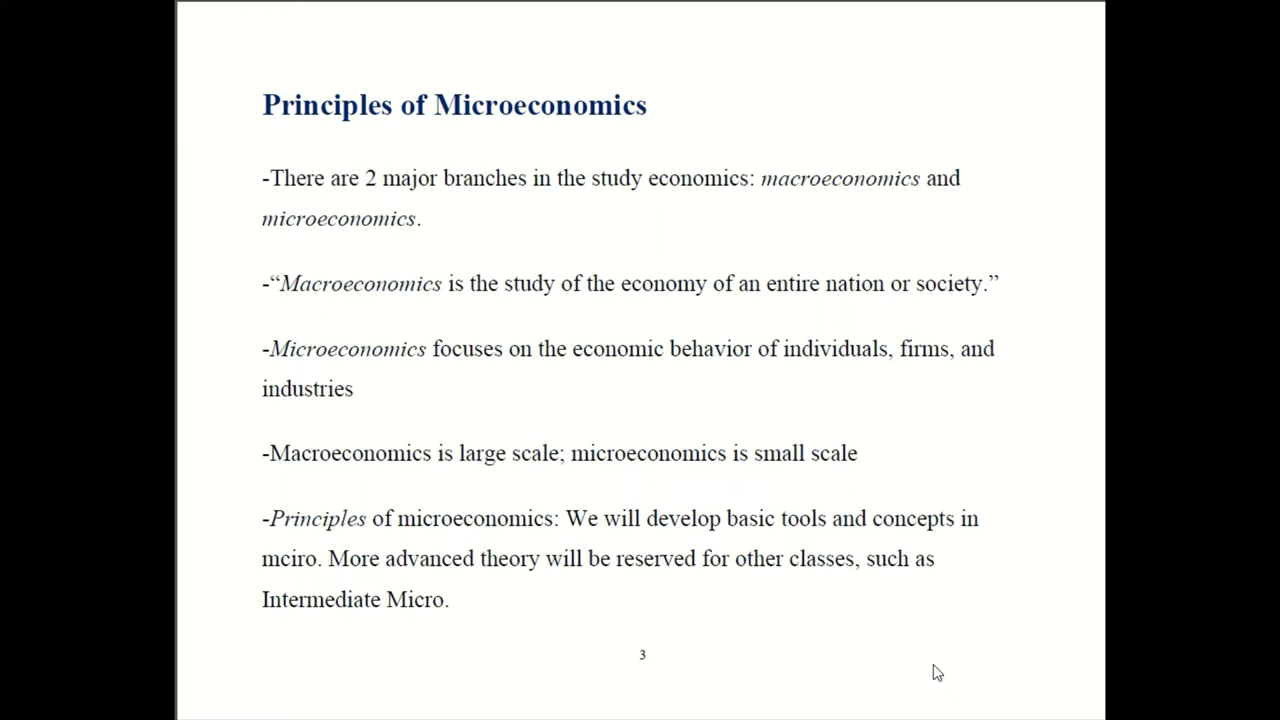 Principles of Microeconomics
-There are 2 major branches in the study economics: macroeconomics and
microeconomics.
-“Macroeconomics is the study of the economy of an entire nation or society.”
-Microeconomics focuses on the economic behavior of individuals, firms, and
industries
-Macroeconomics is large scale; microeconomics is small scale
-Principles of microeconomics: We will develop basic tools and concepts in
mciro. More advanced theory will be reserved for other classes, such as
Intermediate Micro.
3